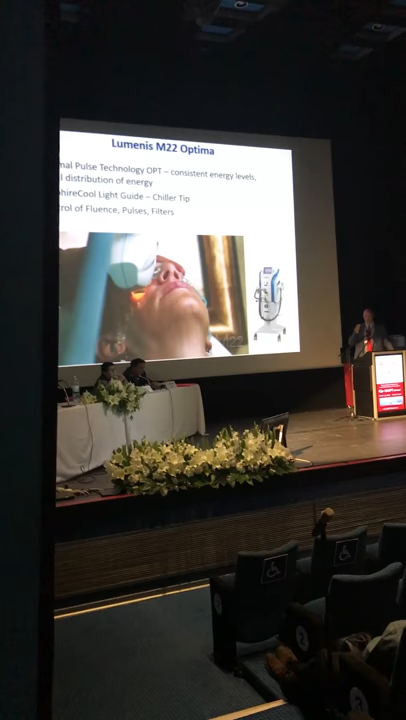 Lumenis M22 Optima
mal Pulse Technology OPT – consistent energy levels,
l distribution of energy
phireCool Light Guide – Chiller Tip
rol of Fluence, Pulses, Filters